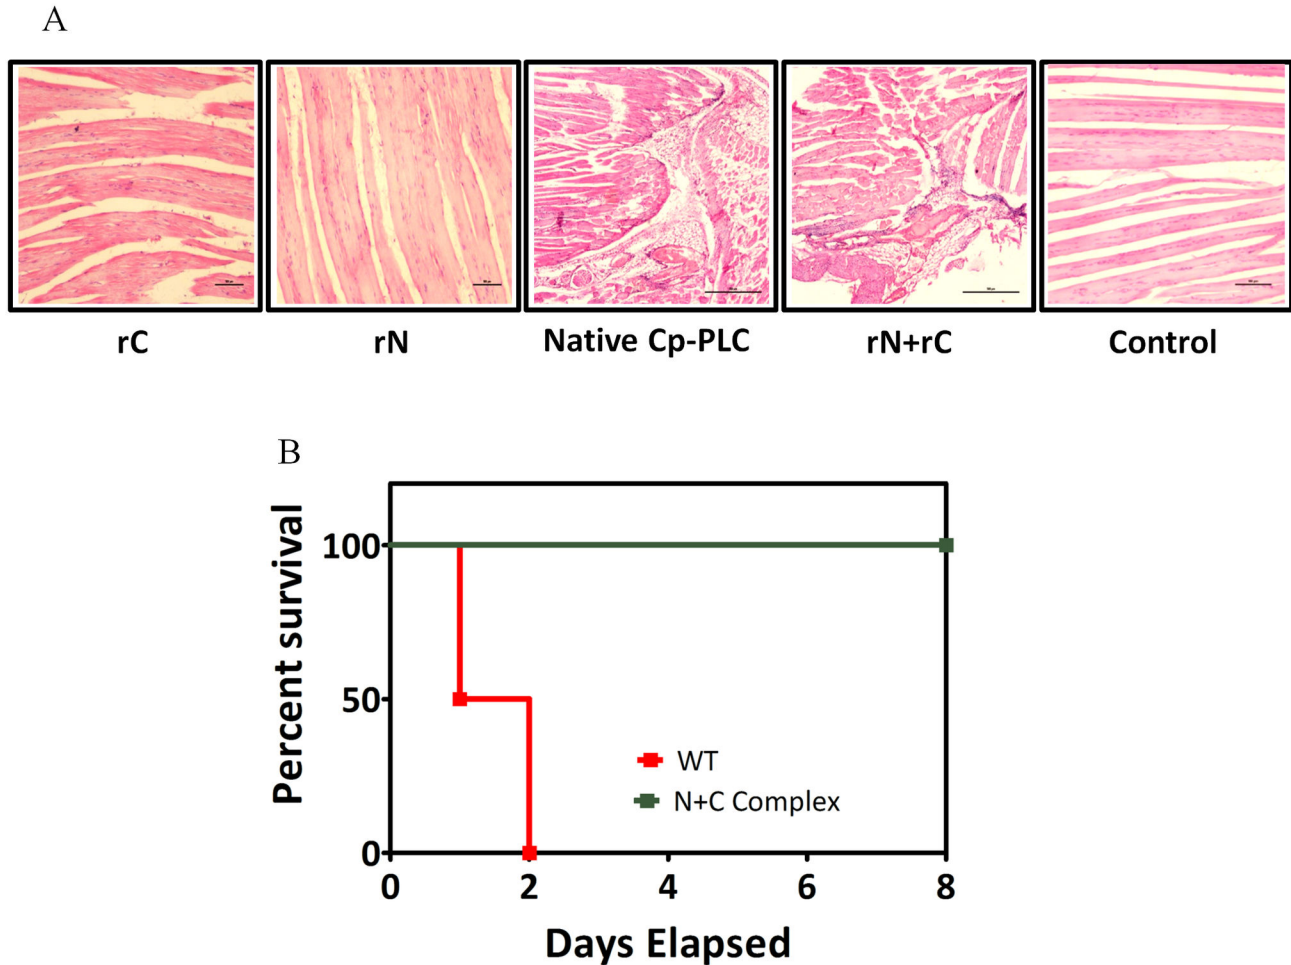 A
rC
rN
Native Cp-PLC
rN+rC
Control
B
Percent survival
100
50
0
WT
N+C Complex
0 2 4 6 8
Days Elapsed